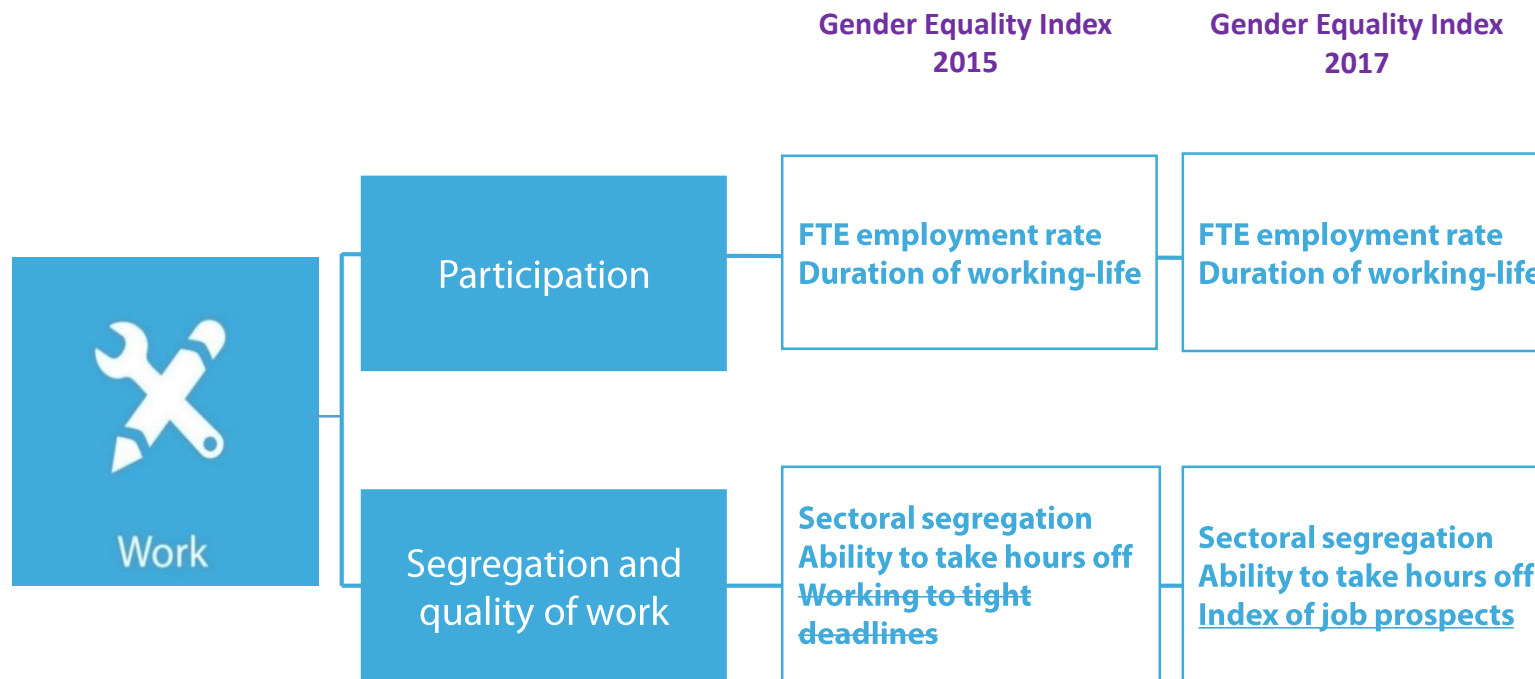 Gender Equality Index
2015
Gender Equality Index
2017
Work
Participation
FTE employment rate
Duration of working-life
FTE employment rate
Duration of working-life
Segregation and
quality of work
Sectoral segregation
Ability to take hours off
Working to tight
deadlines
Sectoral segregation
Ability to take hours off
Index of job prospects